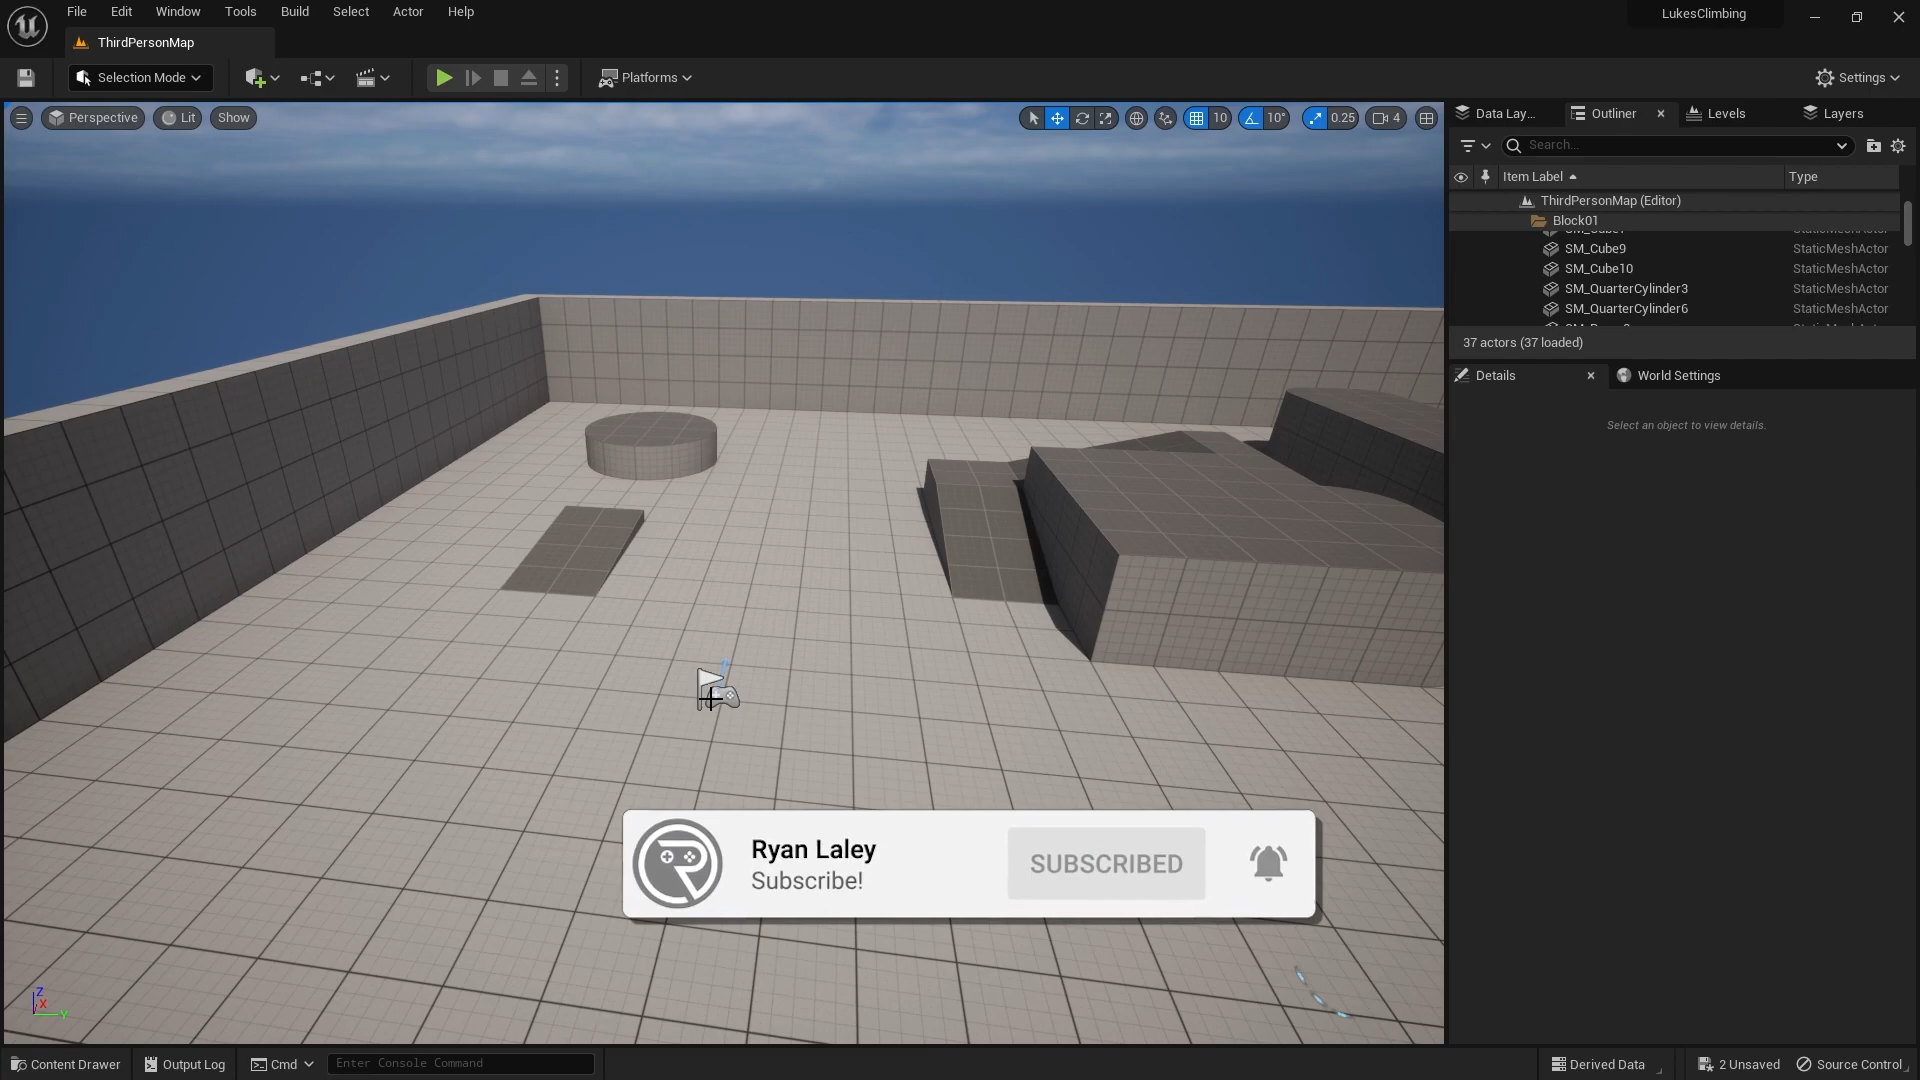 File Edit Window Tools Build Select Actor Help
LukesClimbing
ThirdPersonMap
Selection Mode
Platforms
Settings
Perspective Lit Show
10 10° 0.25 4
Data Lay... Outliner Levels Layers
Search...
Item Label Type
ThirdPersonMap (Editor)
Block01
SM_Cube9 StaticMeshActor
SM_Cube10 StaticMeshActor
SM_QuarterCylinder3 StaticMeshActor
SM_QuarterCylinder6 StaticMeshActor
37 actors (37 loaded)
Details World Settings
Select an object to view details.
Ryan Laley
Subscribe!
SUBSCRIBED
Z
X
Y
Content Drawer Output Log Cmd Enter Console Command
Derived Data 2 Unsaved Source Control